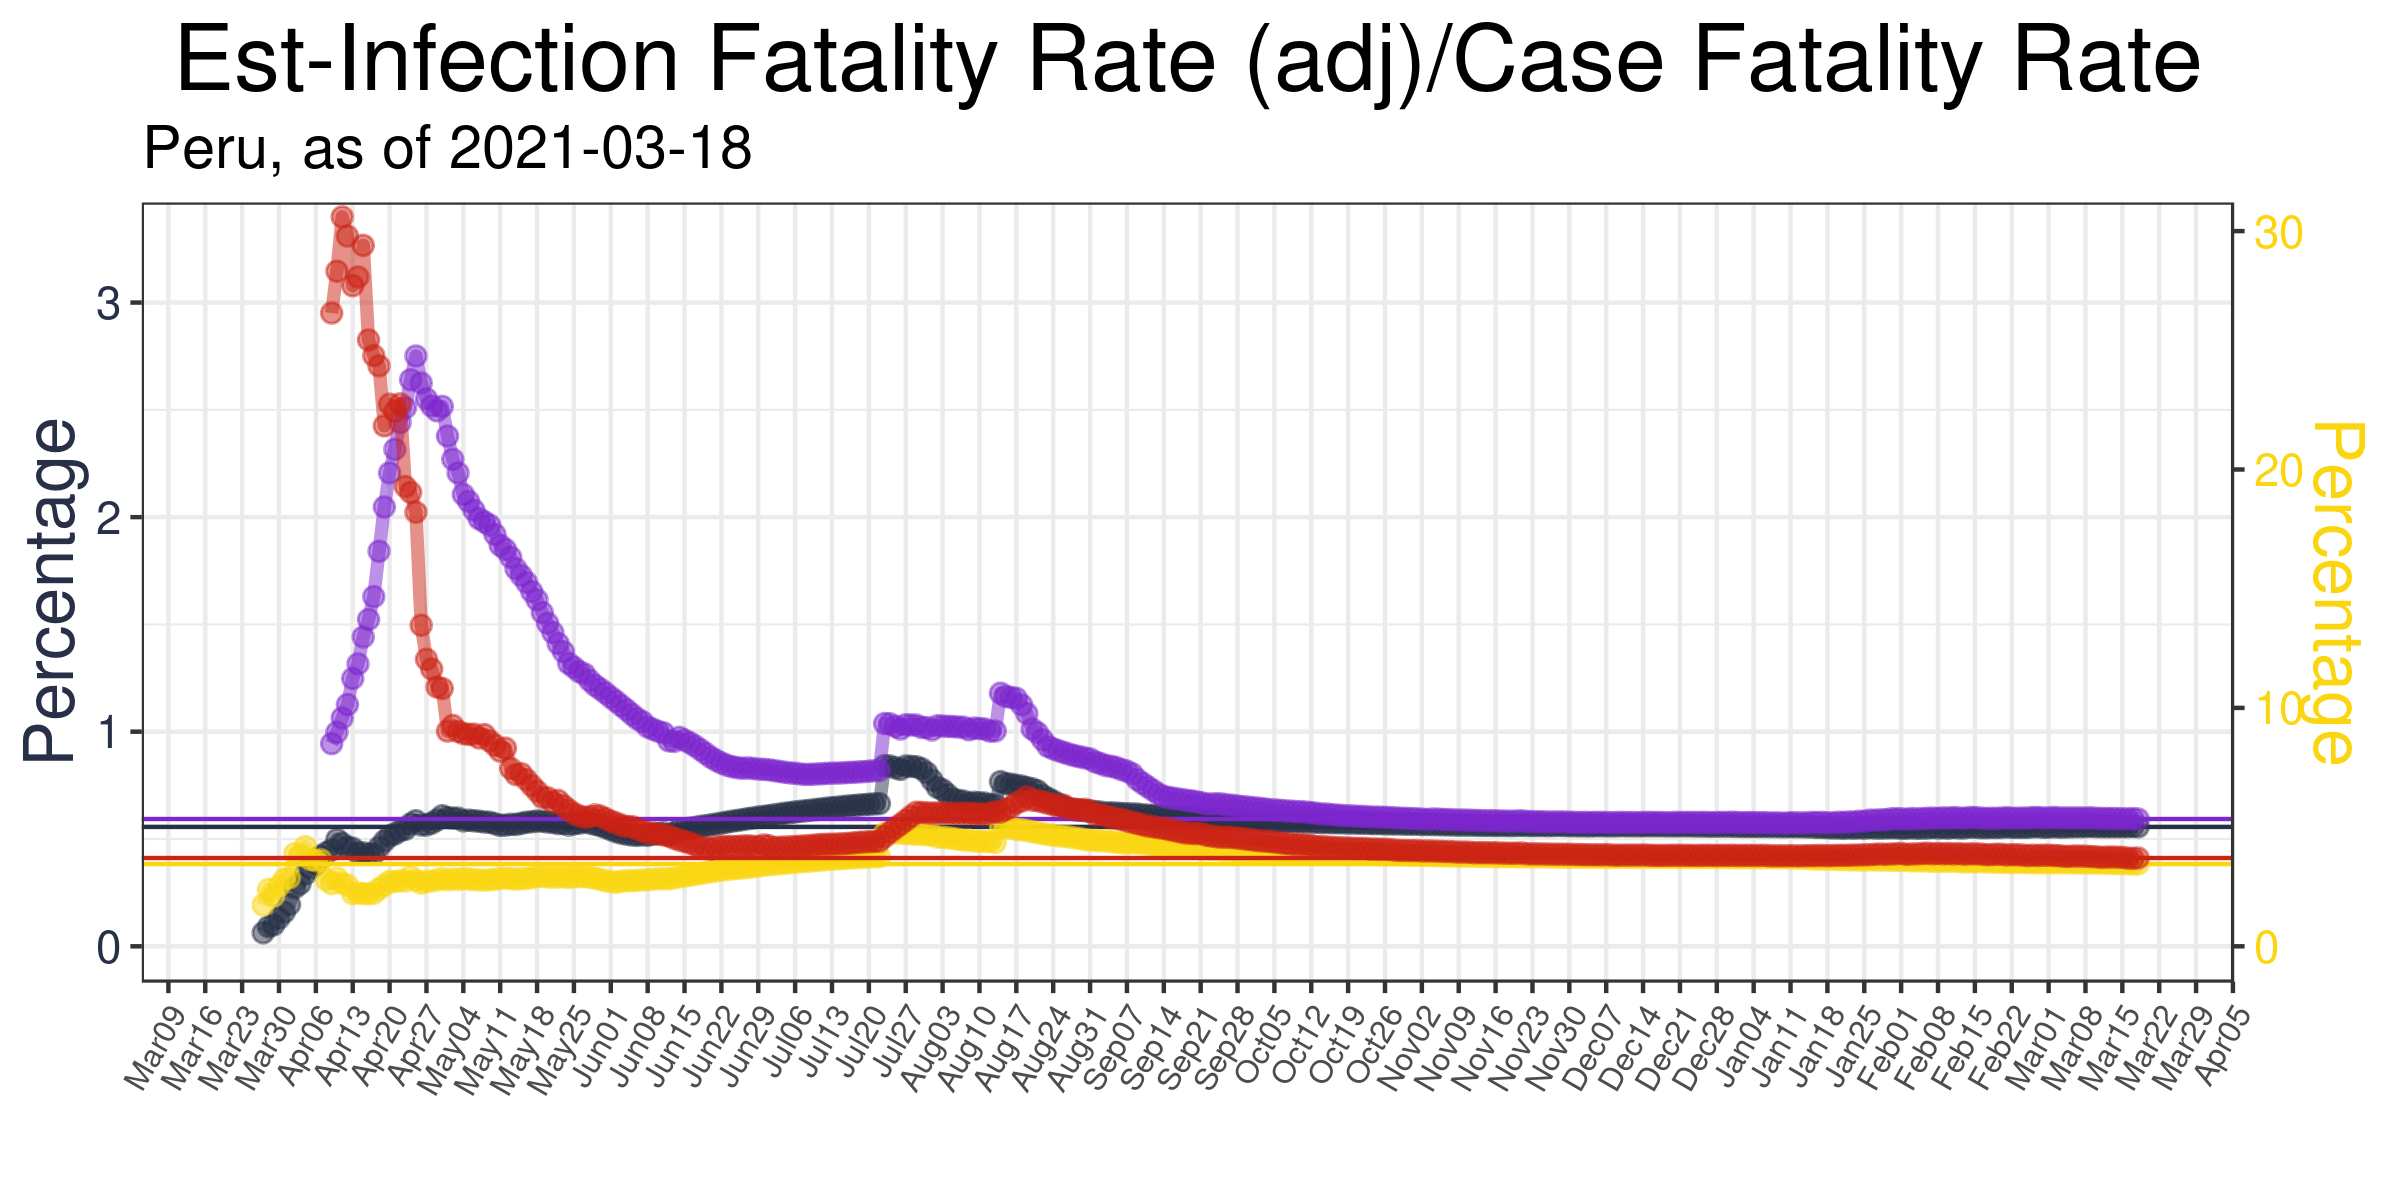 Est-Infection Fatality Rate (adj)/Case Fatality Rate
Peru, as of 2021-03-18
Percentage
3
2
1
0
30
20
10
0
Percentage
Mar09
Mar16
Mar23
Mar30
Apr06
Apr13
Apr20
Apr27
May04
May11
May18
May25
Jun01
Jun08
Jun15
Jun22
Jun29
Jul06
Jul13
Jul20
Jul27
Aug03
Aug10
Aug17
Aug24
Aug31
Sep07
Sep14
Sep21
Sep28
Oct05
Oct12
Oct19
Oct26
Nov02
Nov09
Nov16
Nov23
Nov30
Dec07
Dec14
Dec21
Dec28
Dec04
Jan11
Jan18
Jan25
Feb01
Feb08
Feb15
Feb22
Mar01
Mar08
Mar15
Mar22
Mar29
Apr05